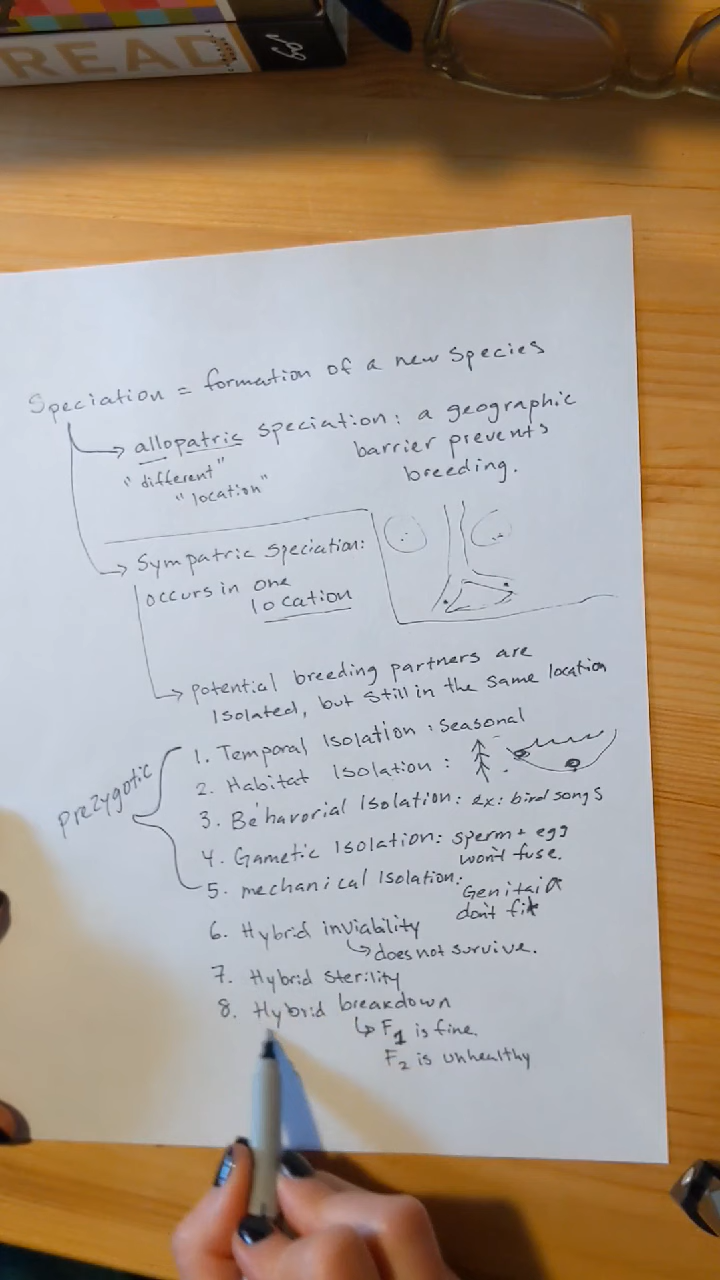 READ
Speciation = formation of a new species
allopatric speciation: a geographic
barrier prevents
breeding.
"different"
"location"
Sympatric speciation:
occurs in one
location
potential breeding partners are
isolated, but still in the same location
prezygotic
1. Temporal Isolation: seasonal
2. Habitat Isolation:
3. Behavorial Isolation: ex: bird songs
4. Gametic Isolation: sperm + egg
won't fuse.
5. mechanical Isolation:
Genitaia
don't fit
6. Hybrid inviability
does not survive.
7. Hybrid sterility
8. Hybrid breakdown
F1 is fine.
F2 is unhealthy